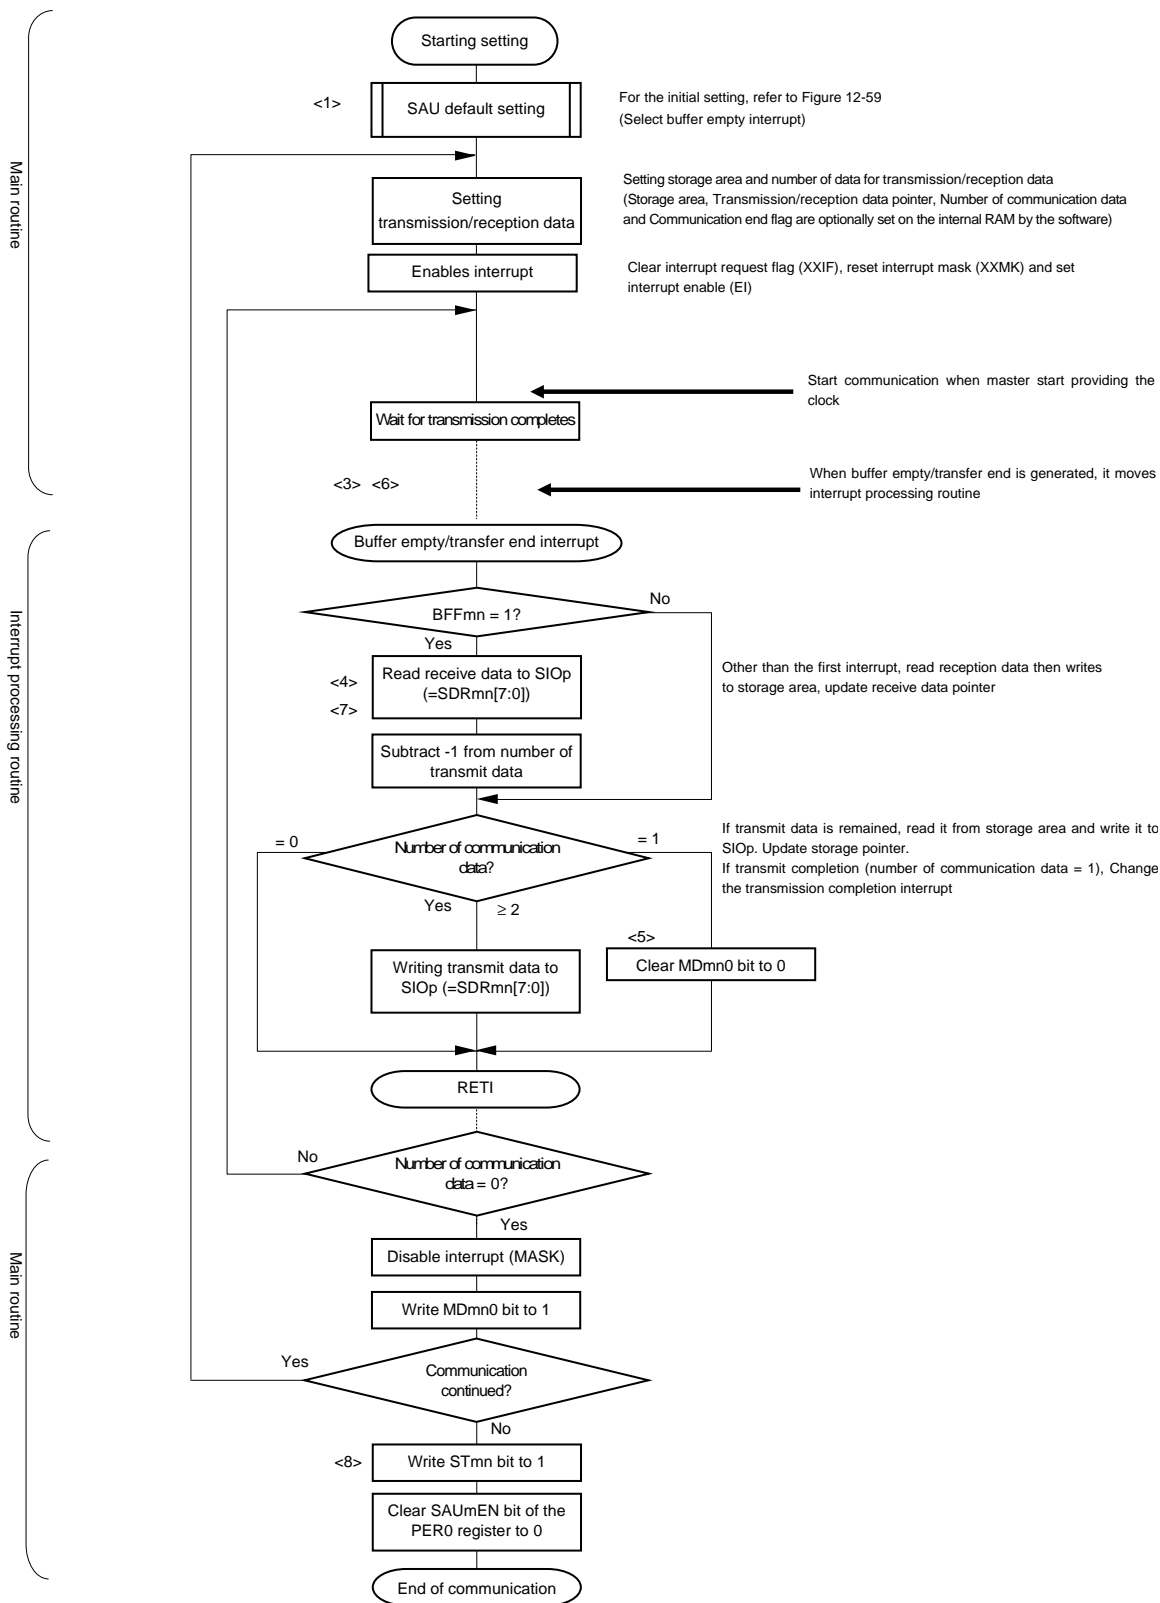 Starting setting
<1>
SAU default setting
For the initial setting, refer to Figure 12-59
(Select buffer empty interrupt)
Main routine
Setting
transmission/reception data
Setting storage area and number of data for transmission/reception data
(Storage area, Transmission/reception data pointer, Number of communication data
and Communication end flag are optionally set on the internal RAM by the software)
Enables interrupt
Clear interrupt request flag (XXIF), reset interrupt mask (XXMK) and set
interrupt enable (EI)
Start communication when master start providing the
clock
Wait for transmission completes
<3> <6>
When buffer empty/transfer end is generated, it moves
interrupt processing routine
Buffer empty/transfer end interrupt
Interrupt processing routine
BFFmn = 1?
No
Yes
<4>
<7>
Read receive data to SIOp
(=SDRmn[7:0])
Other than the first interrupt, read reception data then writes
to storage area, update receive data pointer
Subtract -1 from number of
transmit data
= 0
Number of communication
data?
= 1
If transmit data is remained, read it from storage area and write it to
SIOp. Update storage pointer.
If transmit completion (number of communication data = 1), Change
the transmission completion interrupt
Yes
≥ 2
<5>
Writing transmit data to
SIOp (=SDRmn[7:0])
Clear MDmn0 bit to 0
RETI
No
Number of communication
data = 0?
Yes
Main routine
Disable interrupt (MASK)
Write MDmn0 bit to 1
Yes
Communication
continued?
No
<8>
Write STmn bit to 1
Clear SAUmEN bit of the
PER0 register to 0
End of communication